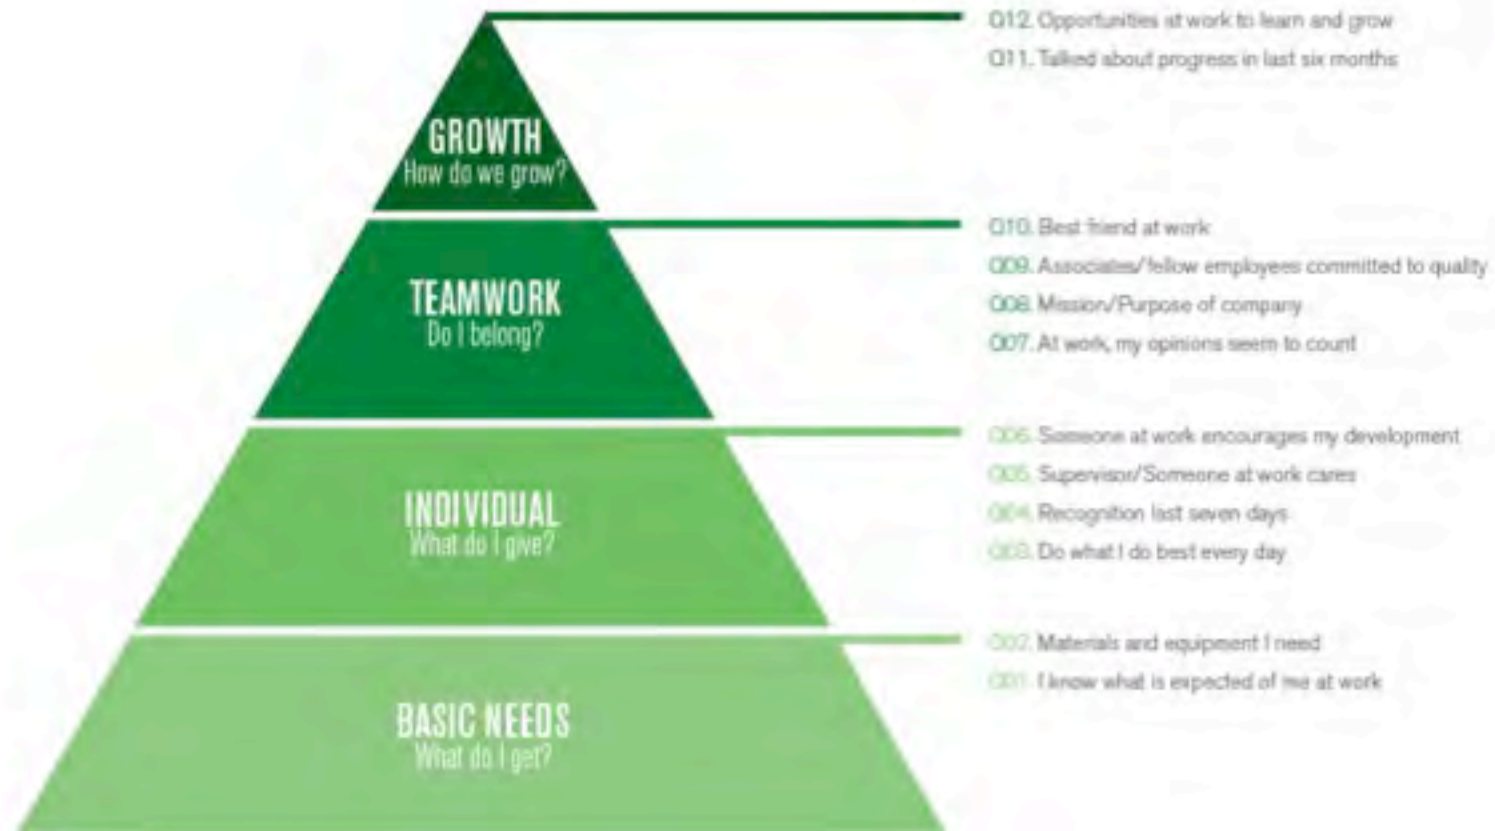 Q12. Opportunities at work to learn and grow
Q11. Talked about progress in last six months
GROWTH
How do we grow?
Q10. Best friend at work
Q09. Associates/fellow employees committed to quality
Q08. Mission/Purpose of company
Q07. At work, my opinions seem to count
TEAMWORK
Do I belong?
Q06. Someone at work encourages my development
Q05. Supervisor/Someone at work cares
Q04. Recognition last seven days
Q03. Do what I do best every day
INDIVIDUAL
What do I give?
Q02. Materials and equipment I need
Q01. I know what is expected of me at work
BASIC NEEDS
What do I get?